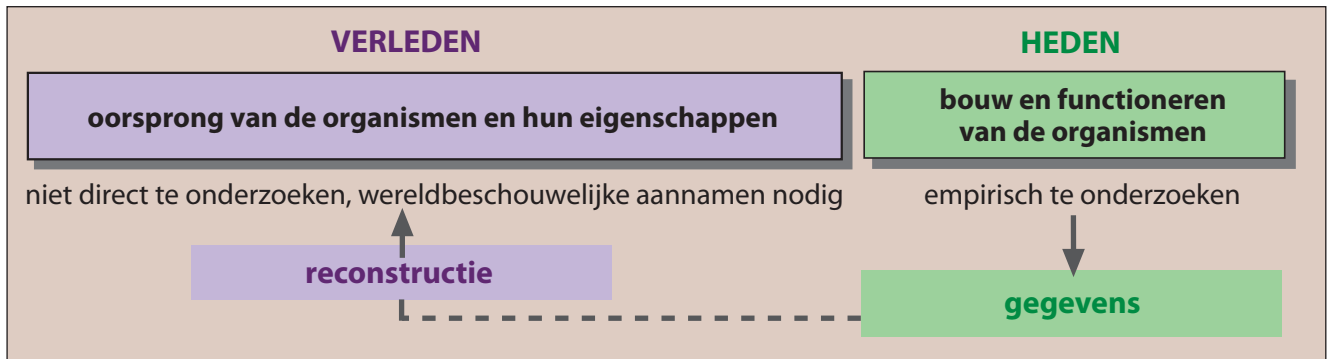 VERLEDEN
oorsprong van de organismen en hun eigenschappen
niet direct te onderzoeken, wereldbeschouwelijke aannamen nodig
reconstructie
HEDEN
bouw en functioneren
van de organismen
empirisch te onderzoeken
gegevens